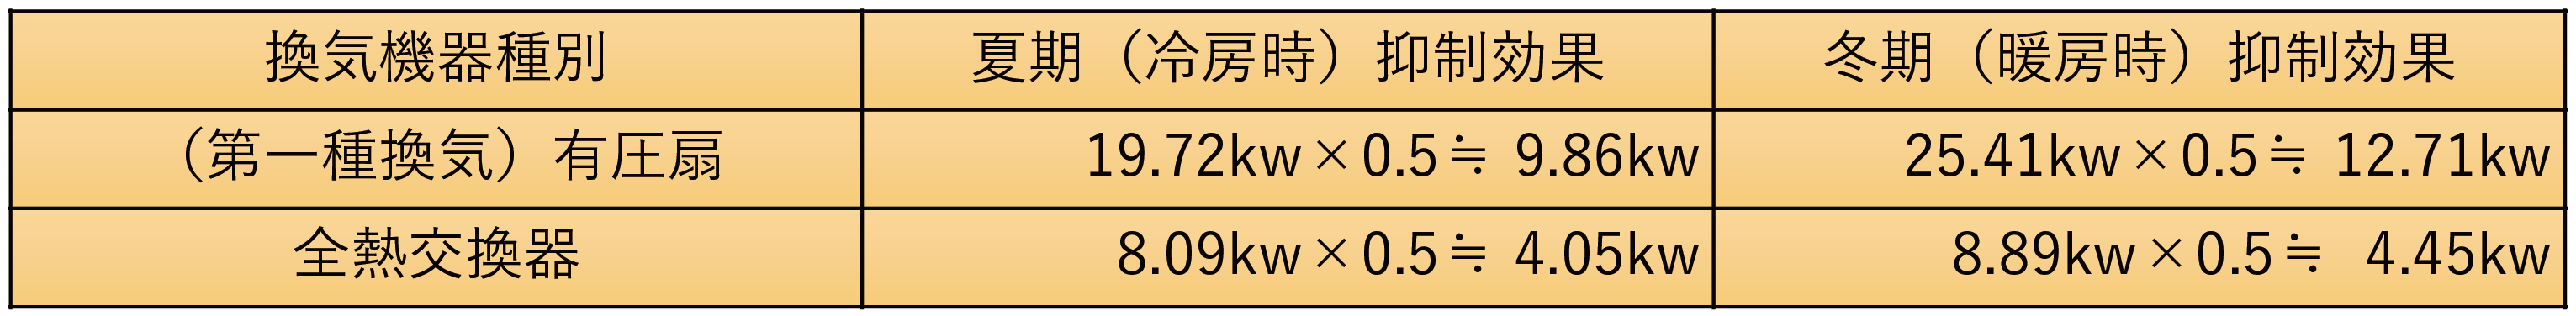 換気機器種別 夏期（冷房時）抑制効果 冬期（暖房時）抑制効果
（第一種換気）有圧扇 19.72kw×0.5≒ 9.86kw 25.41kw×0.5≒ 12.71kw
全熱交換器 8.09kw×0.5≒ 4.05kw 8.89kw×0.5≒ 4.45kw